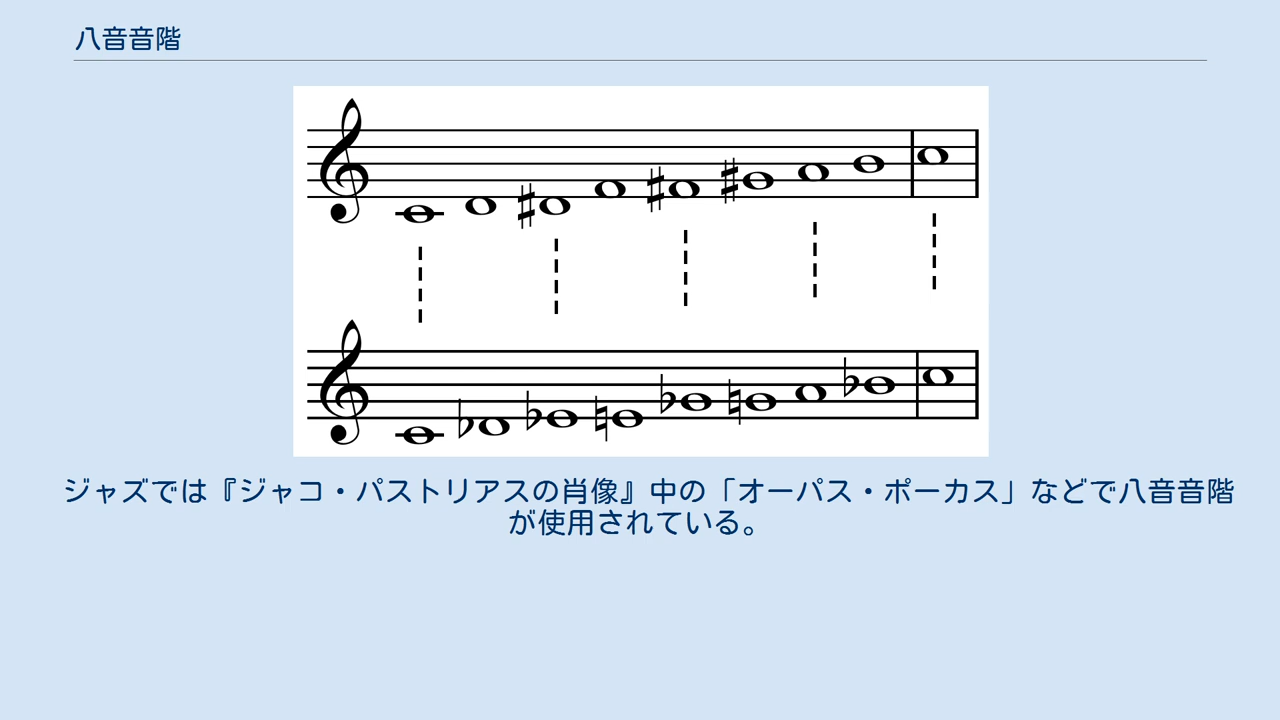 八音音階
ジャズでは『ジャコ・パストリアスの肖像』中の「オーパス・ポーカス」などで八音音階
が使用されている。